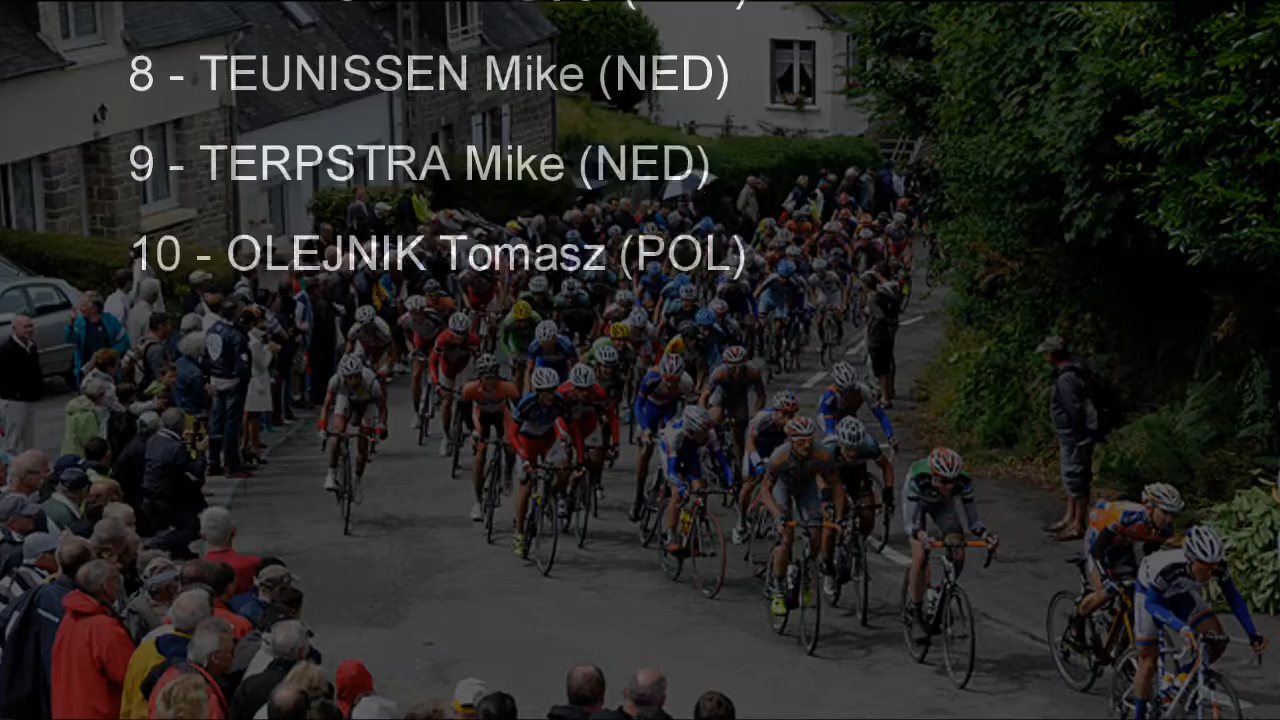 8 - TEUNISSEN Mike (NED)
9 - TERPSTRA Mike (NED)
10 - OLEJNIK Tomasz (POL)